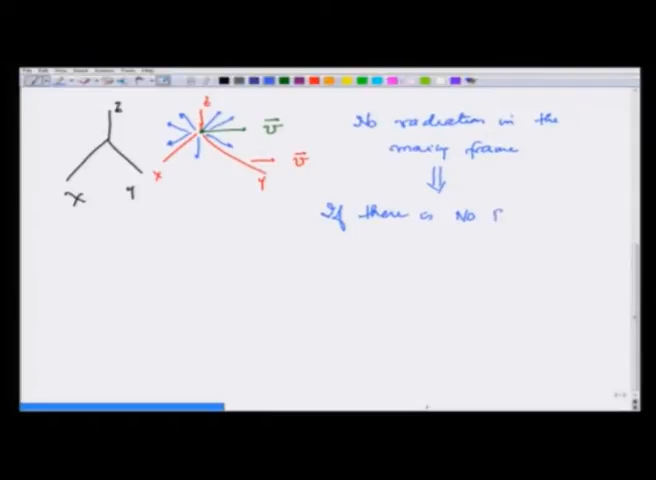 Z
X
Y
Z
X
Y
v
v
No radiation in the
moving frame
If there is No r